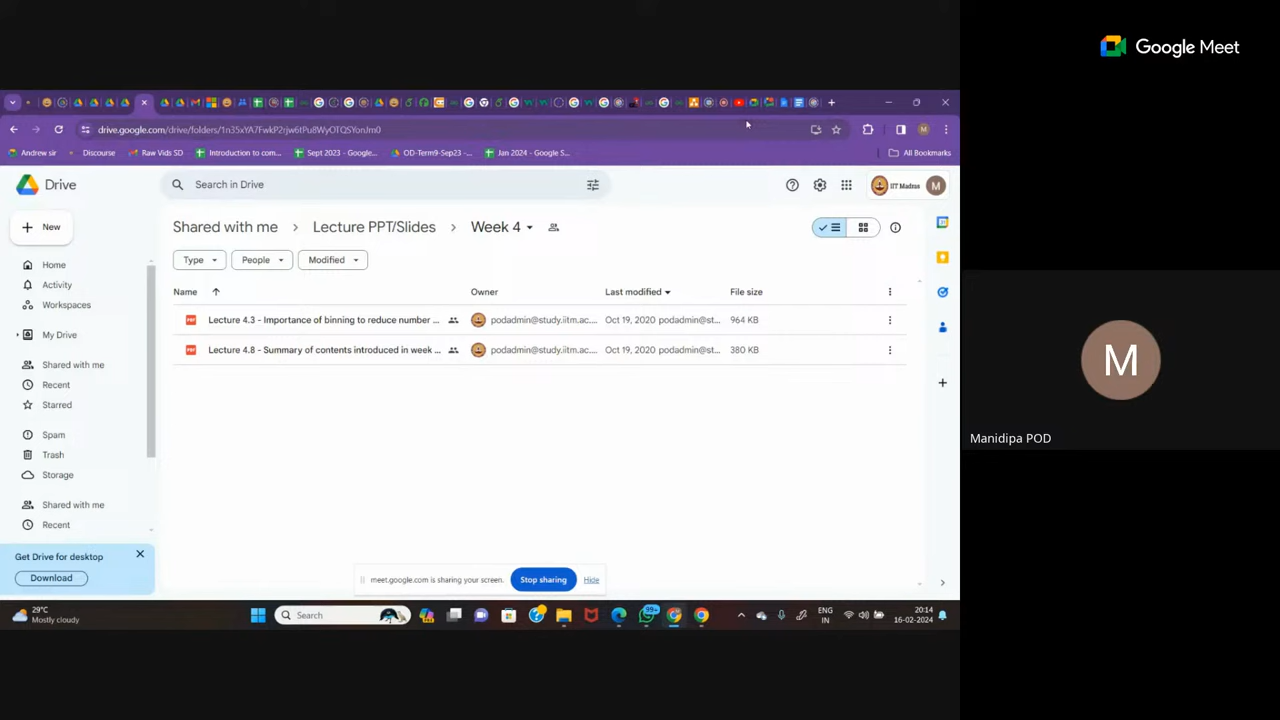 Google Meet
drive.google.com/drive/folders/
Andrew sir
Discourse
Raw Vids SD
Introduction to com...
Sept 2023 - Google...
OD-Term9-Sep23 - ...
Jan 2024 - Google S...
All Bookmarks
Drive
Search in Drive
IIT Madras
M
New
Shared with me > Lecture PPT/Slides > Week 4
Type
People
Modified
Home
Activity
Workspaces
My Drive
Shared with me
Recent
Starred
Spam
Trash
Storage
Shared with me
Recent
Name Owner Last modified File size
Lecture 4.3 - Importance of binning to reduce number ... podadmin@study.iitm.ac.... Oct 19, 2020 podadmin@st... 964 KB
Lecture 4.8 - Summary of contents introduced in week ... podadmin@study.iitm.ac.... Oct 19, 2020 podadmin@st... 380 KB
M
Manidipa POD
Get Drive for desktop
Download
meet.google.com is sharing your screen.
Stop sharing
Hide
29°C
Mostly cloudy
Search
99+
ENG
IN
20:14
16-02-2024